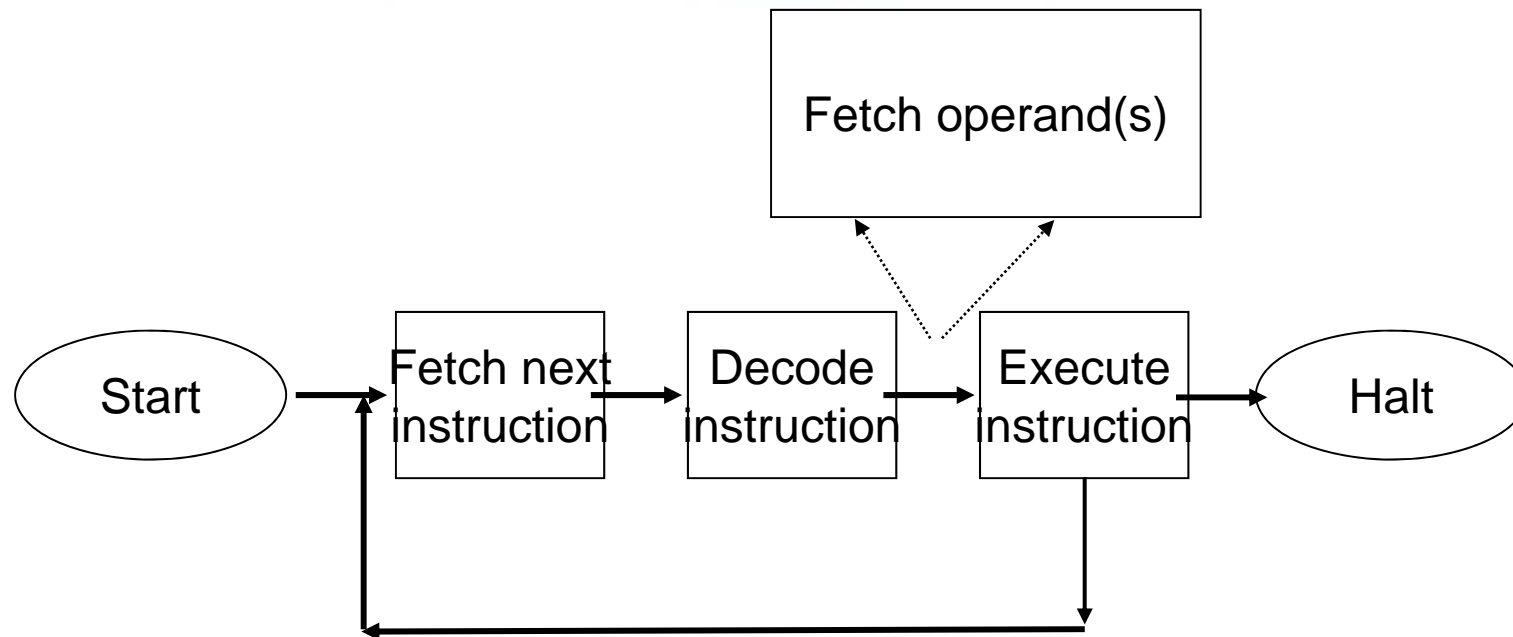 Fetch operand(s)
Start
Fetch next
instruction
Decode
instruction
Execute
instruction
Halt